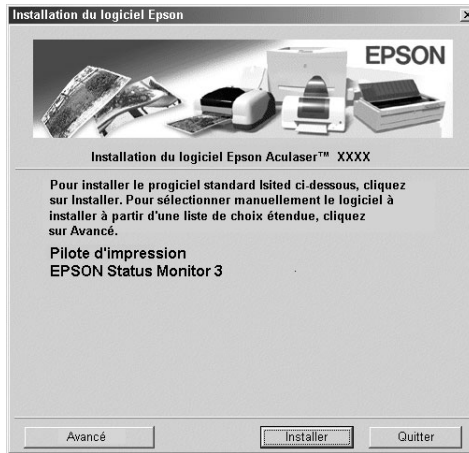 Installation du logiciel Epson
EPSON
Installation du logiciel Epson Aculaser™ XXXX
Pour installer le progiciel standard lsited ci-dessous, cliquez
sur Installer. Pour sélectionner manuellement le logiciel à
installer à partir d'une liste de choix étendue, cliquez
sur Avancé.
Pilote d'impression
EPSON Status Monitor 3
Avancé
Installer
Quitter